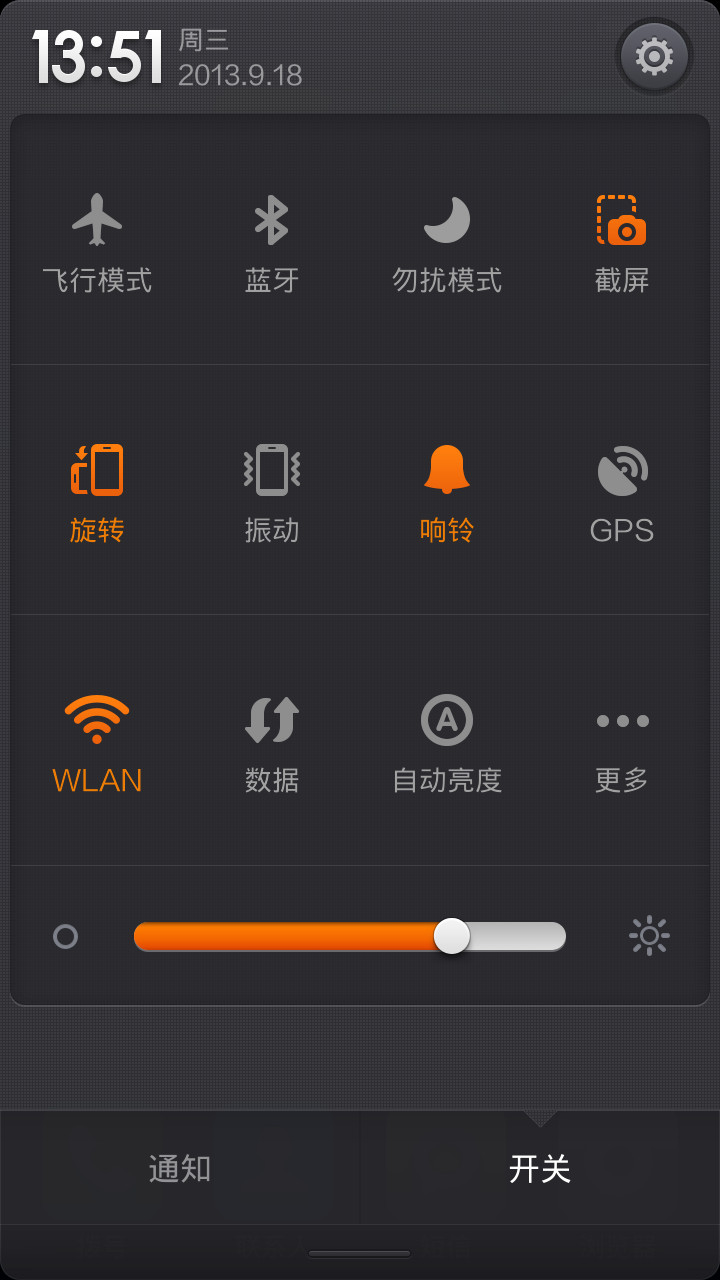 13:51
周三
2013.9.18
飞行模式 蓝牙 勿扰模式 截屏
旋转 振动 响铃 GPS
WLAN 数据 自动亮度 更多
通知 开关